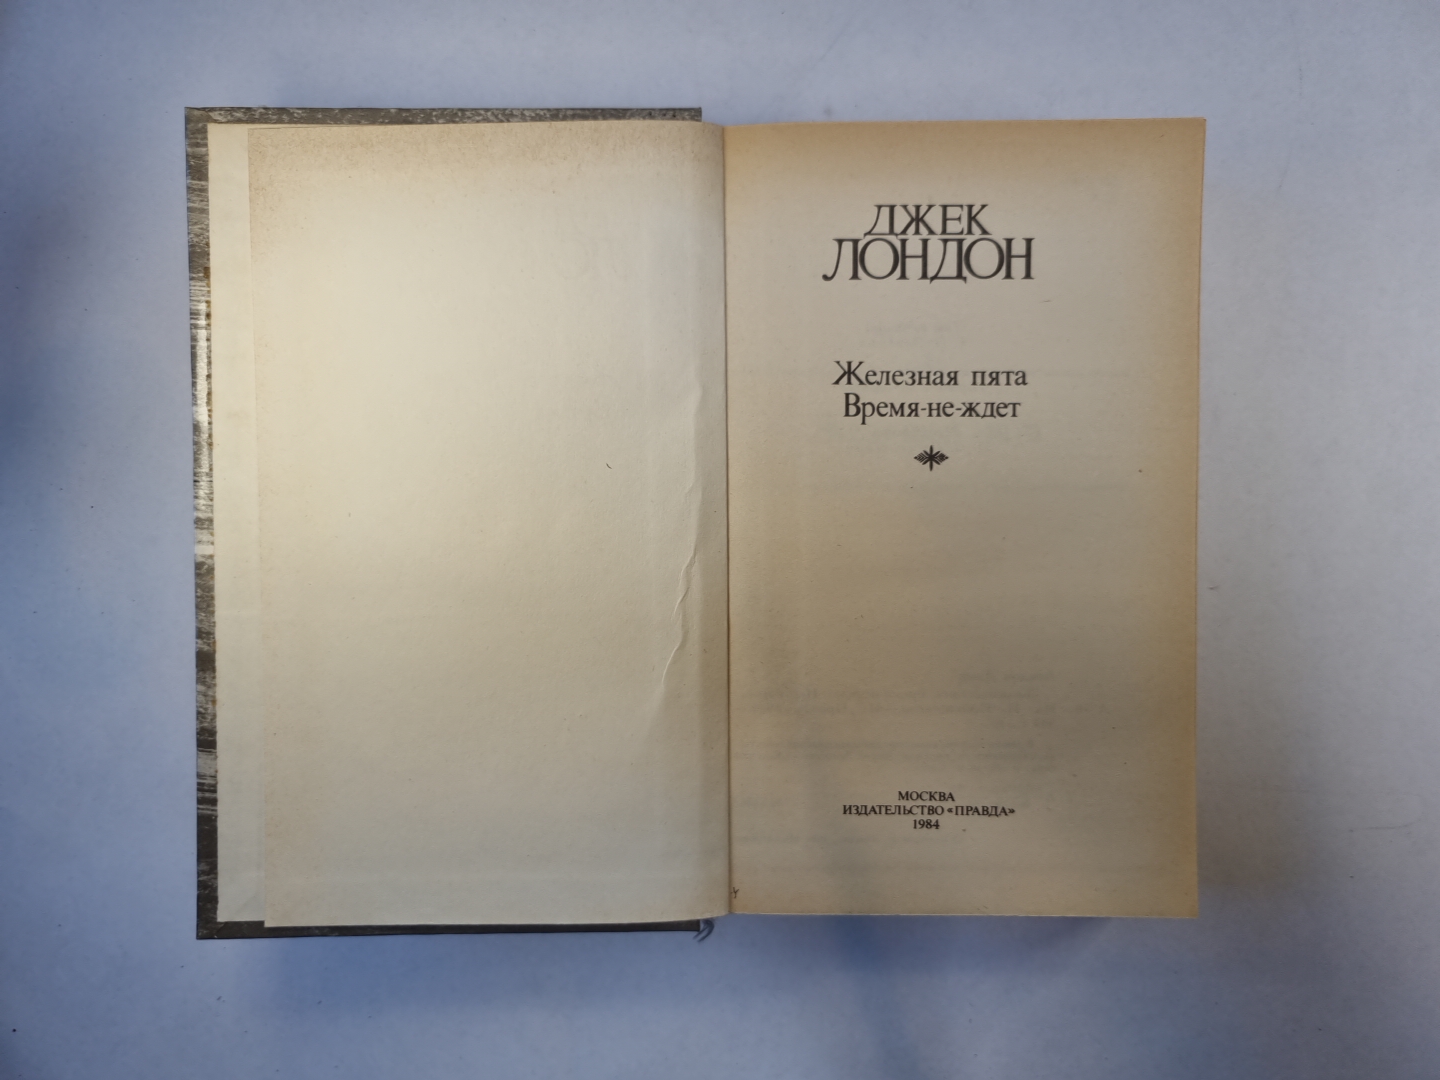 ДЖЕК
ЛОНДОН
Железная пята
Время-не-ждет
МОСКВА
ИЗДАТЕЛЬСТВО «ПРАВДА»
1984